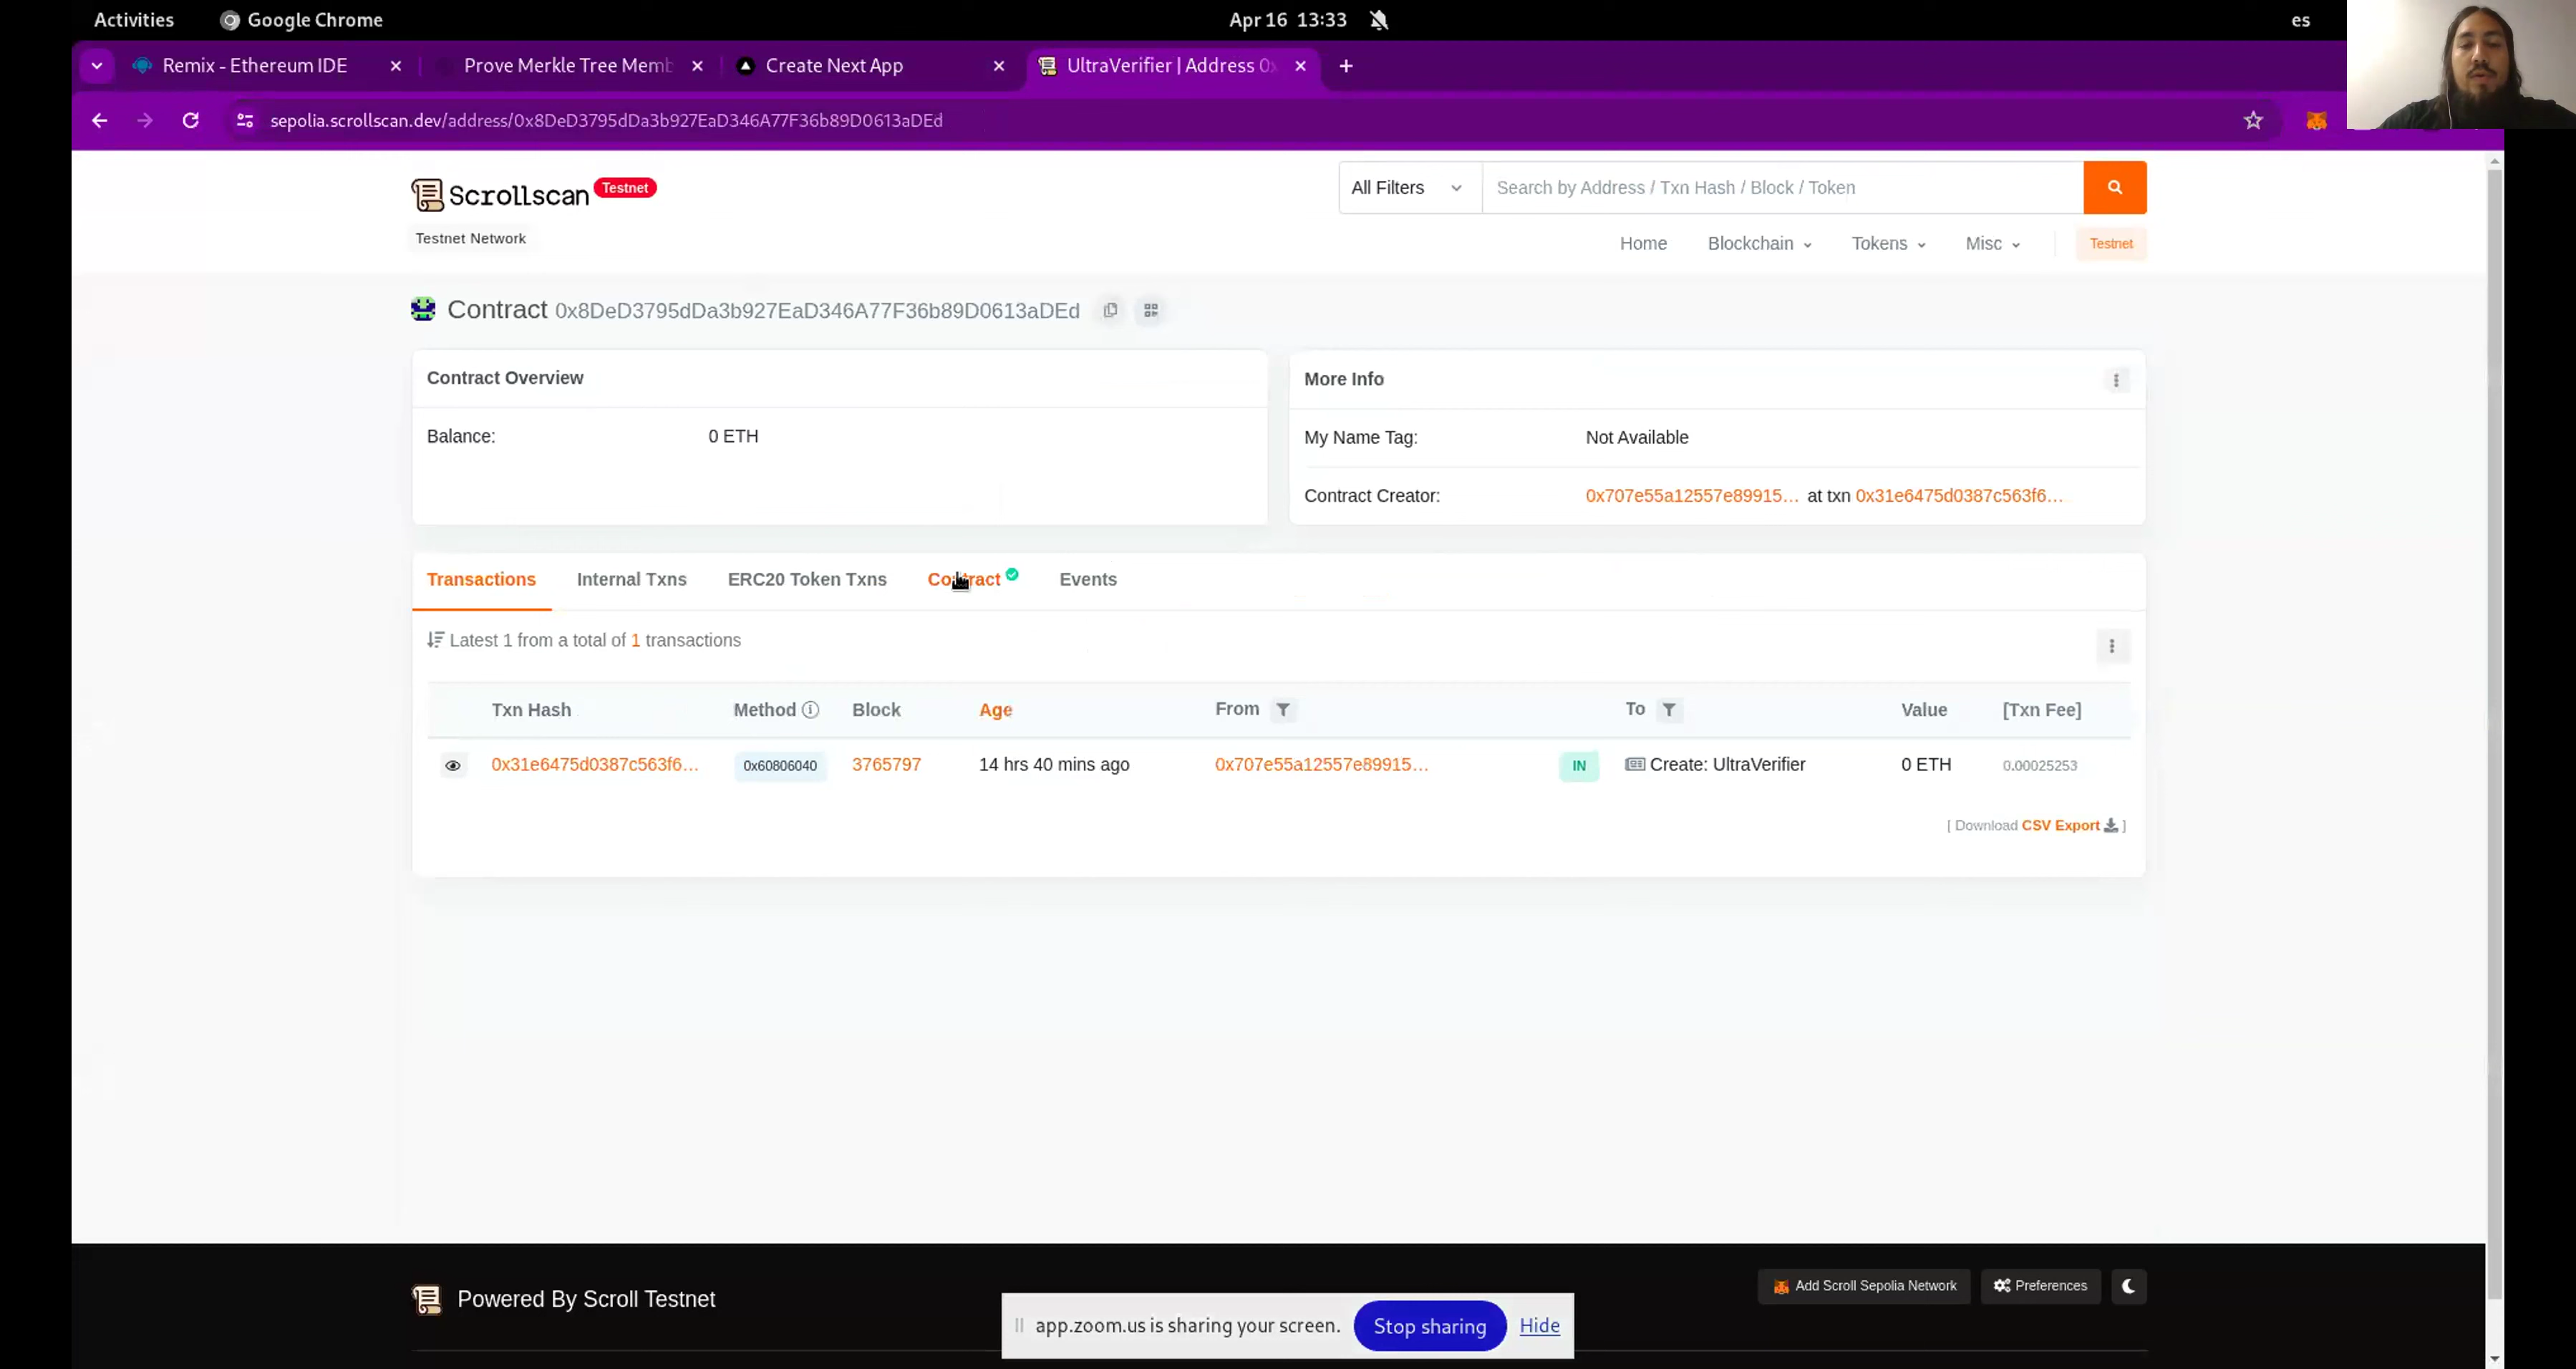 Activities Google Chrome Apr 16 13:33 es
Remix - Ethereum IDE Prove Merkle Tree Memb Create Next App UltraVerifier | Address 0x
sepolia.scrollscan.dev/address/0x8DeD3795dDa3b927EaD346A77F36b89D0613aDEd
Scrollscan Testnet
All Filters Search by Address / Txn Hash / Block / Token
Testnet Network
Home Blockchain Tokens Misc Testnet
Contract 0x8DeD3795dDa3b927EaD346A77F36b89D0613aDEd
Contract Overview
Balance: 0 ETH
More Info
My Name Tag: Not Available
Contract Creator: 0x707e55a12557e89915... at txn 0x31e6475d0387c563f6...
Transactions Internal Txns ERC20 Token Txns Contract Events
Latest 1 from a total of 1 transactions
Txn Hash Method Block Age From To Value [Txn Fee]
0x31e6475d0387c563f6... 0x60806040 3765797 14 hrs 40 mins ago 0x707e55a12557e89915... IN Create: UltraVerifier 0 ETH 0.00025253
[ Download CSV Export ]
Powered By Scroll Testnet
Add Scroll Sepolia Network Preferences
app.zoom.us is sharing your screen. Stop sharing Hide